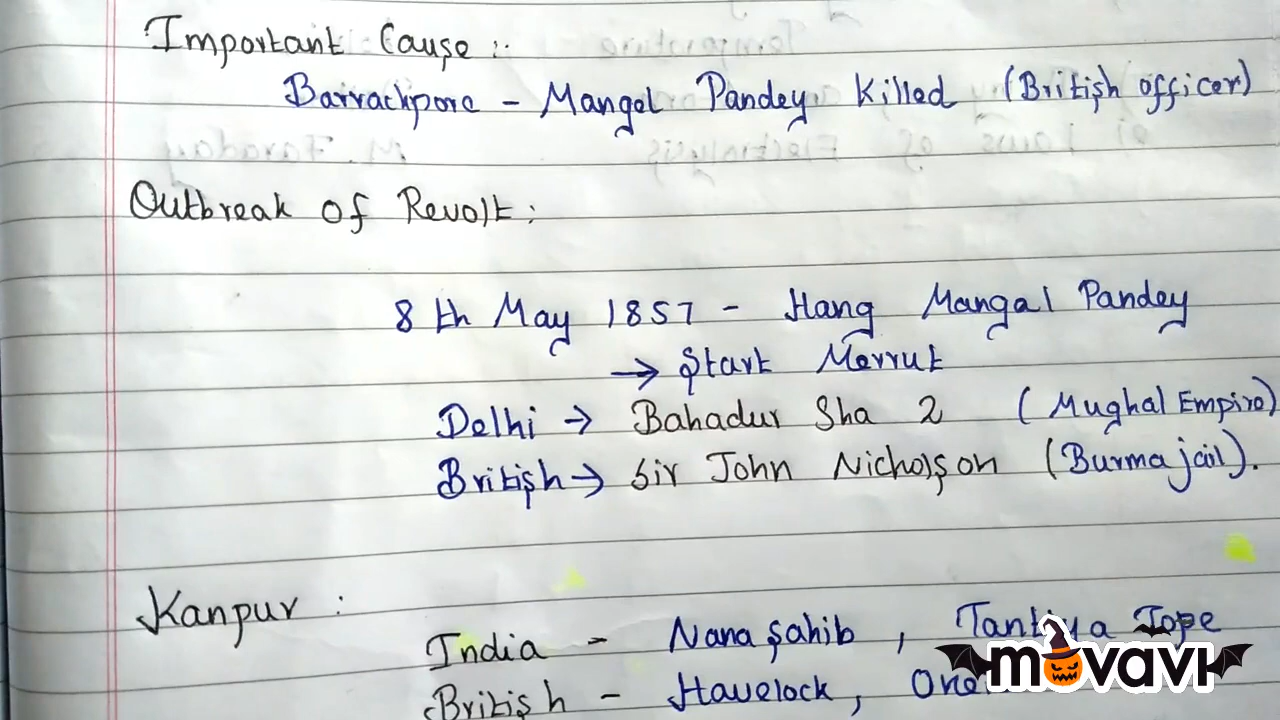 Important Cause :-
Barrackpore - Mangal Pandey Killed (British officer)
Outbreak of Revolt :
8 th May 1857 - Hang Mangal Pandey
→ Start Merrut
Delhi → Bahadur Sha 2 (Mughal Empire)
British → Sir John Nicholson (Burma jail).
Kanpur :
India - Nana Sahib , Tantiya Tope
British - Havelock,
movavi